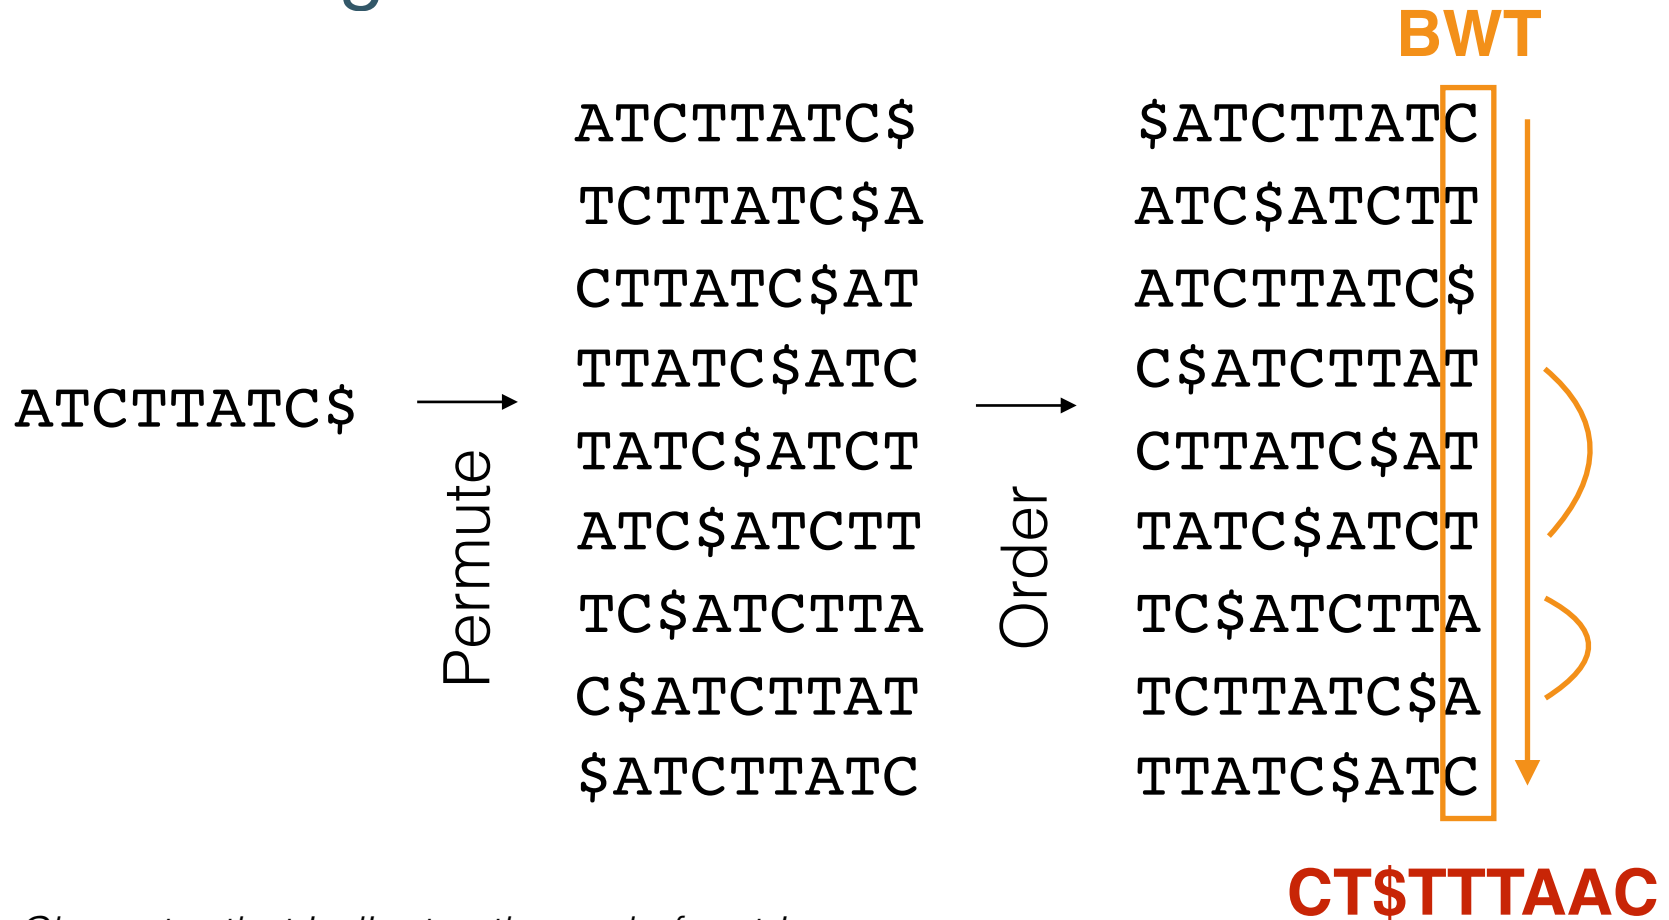 BWT
ATCTTATC$
Permute
ATCTTATC$
TCTTATC$A
CTTATC$AT
TTATC$ATC
TATC$ATCT
ATC$ATCTT
TC$ATCTTA
C$ATCTTAT
$ATCTTATC
Order
$ATCTTATC
ATC$ATCTT
ATCTTATC$
C$ATCTTAT
CTTATC$AT
TATC$ATCT
TC$ATCTTA
TCTTATC$A
TTATC$ATC
CT$TTTAAC